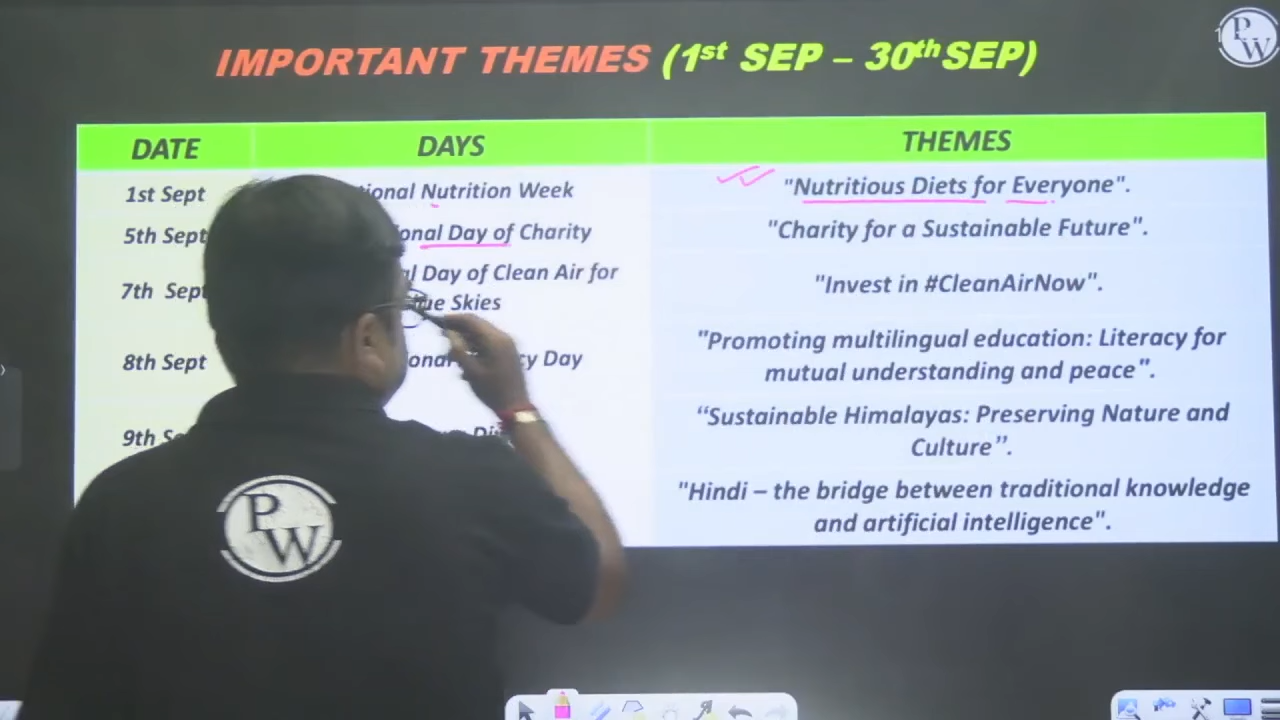 IMPORTANT THEMES (1st SEP – 30th SEP)
PW
DATE DAYS THEMES
1st Sept Nutrition Week "Nutritious Diets for Everyone".
5th Sept Day of Charity "Charity for a Sustainable Future".
Day of Clean Air for
7th Sept Skies "Invest in #CleanAirNow".
8th Sept Day "Promoting multilingual education: Literacy for
mutual understanding and peace".
9th “Sustainable Himalayas: Preserving Nature and
Culture”.
"Hindi – the bridge between traditional knowledge
and artificial intelligence".
PW